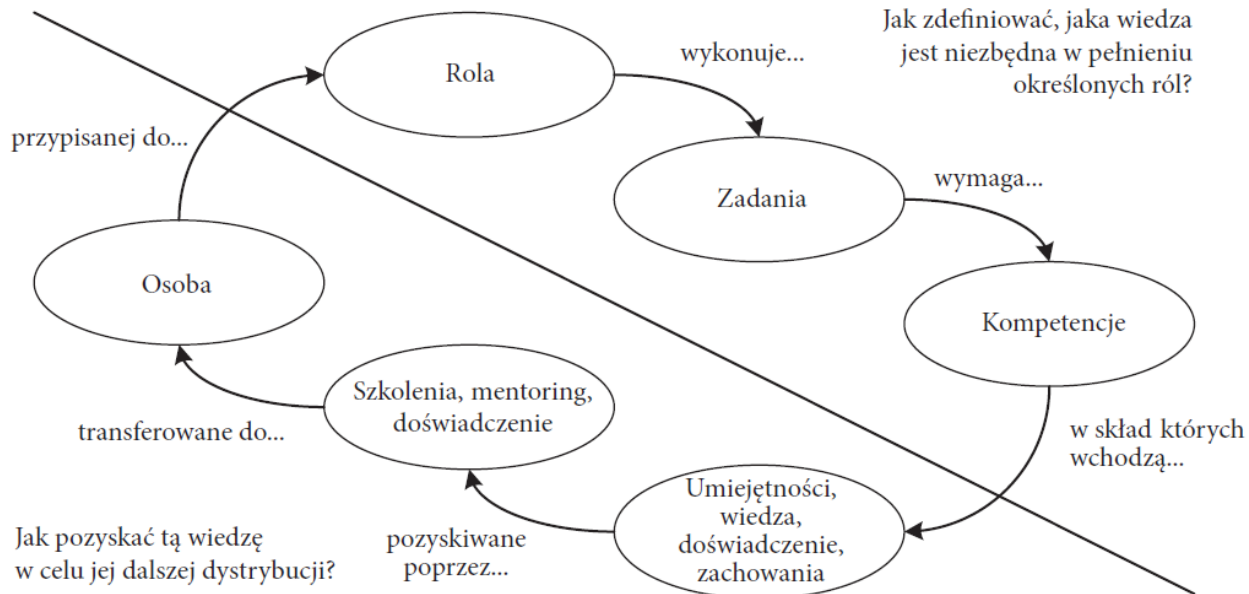 Jak zdefiniować, jaka wiedza
jest niezbędna w pełnieniu
określonych ról?
Rola
wykonuje...
przypisanej do...
Zadania
wymaga...
Osoba
Kompetencje
Szkolenia, mentoring,
doświadczenie
transferowane do...
w skład których
wchodzą...
Umiejętności,
wiedza,
doświadczenie,
zachowania
pozyskiwane
poprzez...
Jak pozyskać tą wiedzę
w celu jej dalszej dystrybucji?